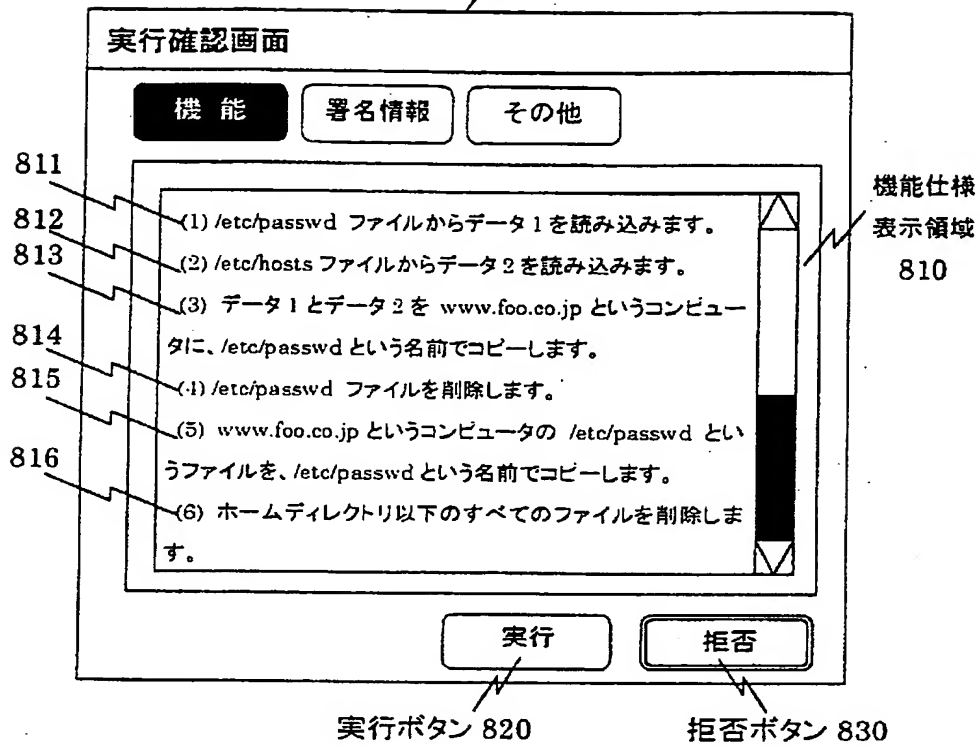 実行確認画面
機能
署名情報
その他
811
812
813
814
815
816
(1) /etc/passwd ファイルからデータ1を読み込みます。
(2) /etc/hosts ファイルからデータ2を読み込みます。
(3) データ1とデータ2を www.foo.co.jp というコンピュー
タに、/etc/passwd という名前でコピーします。
(4) /etc/passwd ファイルを削除します。
(5) www.foo.co.jp というコンピュータの /etc/passwd とい
うファイルを、/etc/passwd という名前でコピーします。
(6) ホームディレクトリ以下のすべてのファイルを削除しま
す。
機能仕様
表示領域
810
実行
拒否
実行ボタン 820
拒否ボタン 830